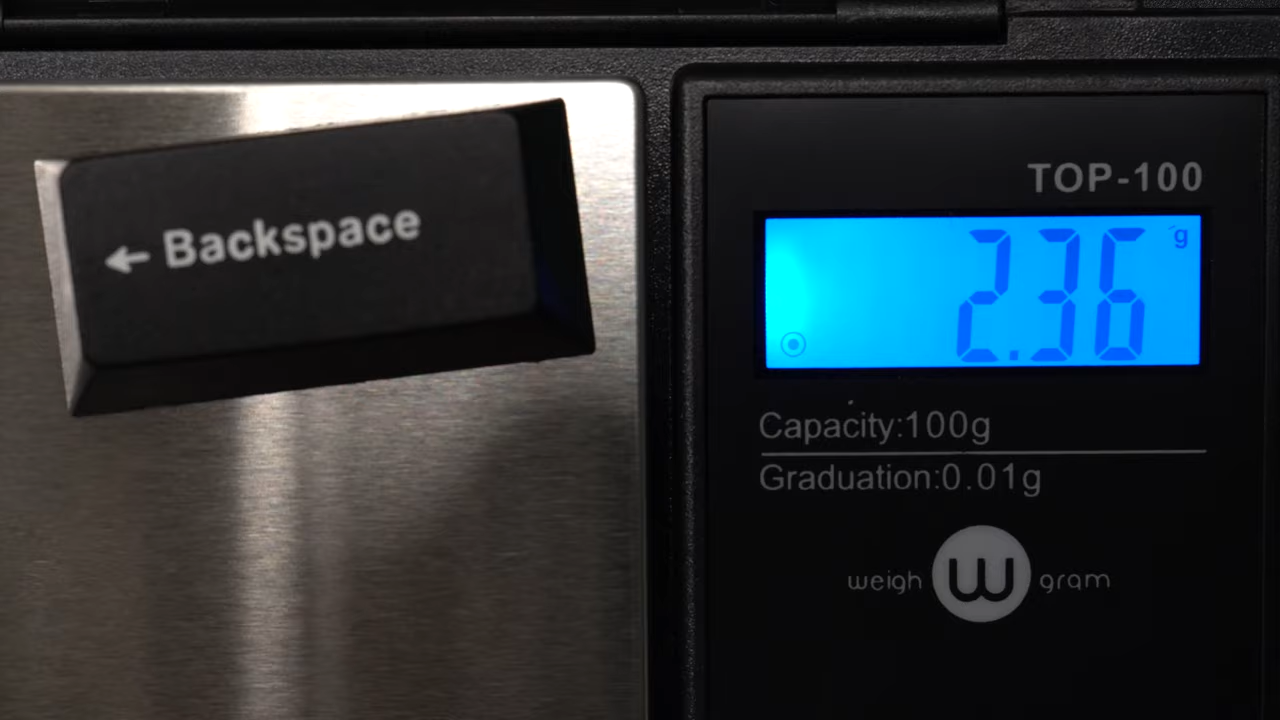 ← Backspace
TOP-100
2.36 g
Capacity:100g
Graduation:0.01g
weigh W gram